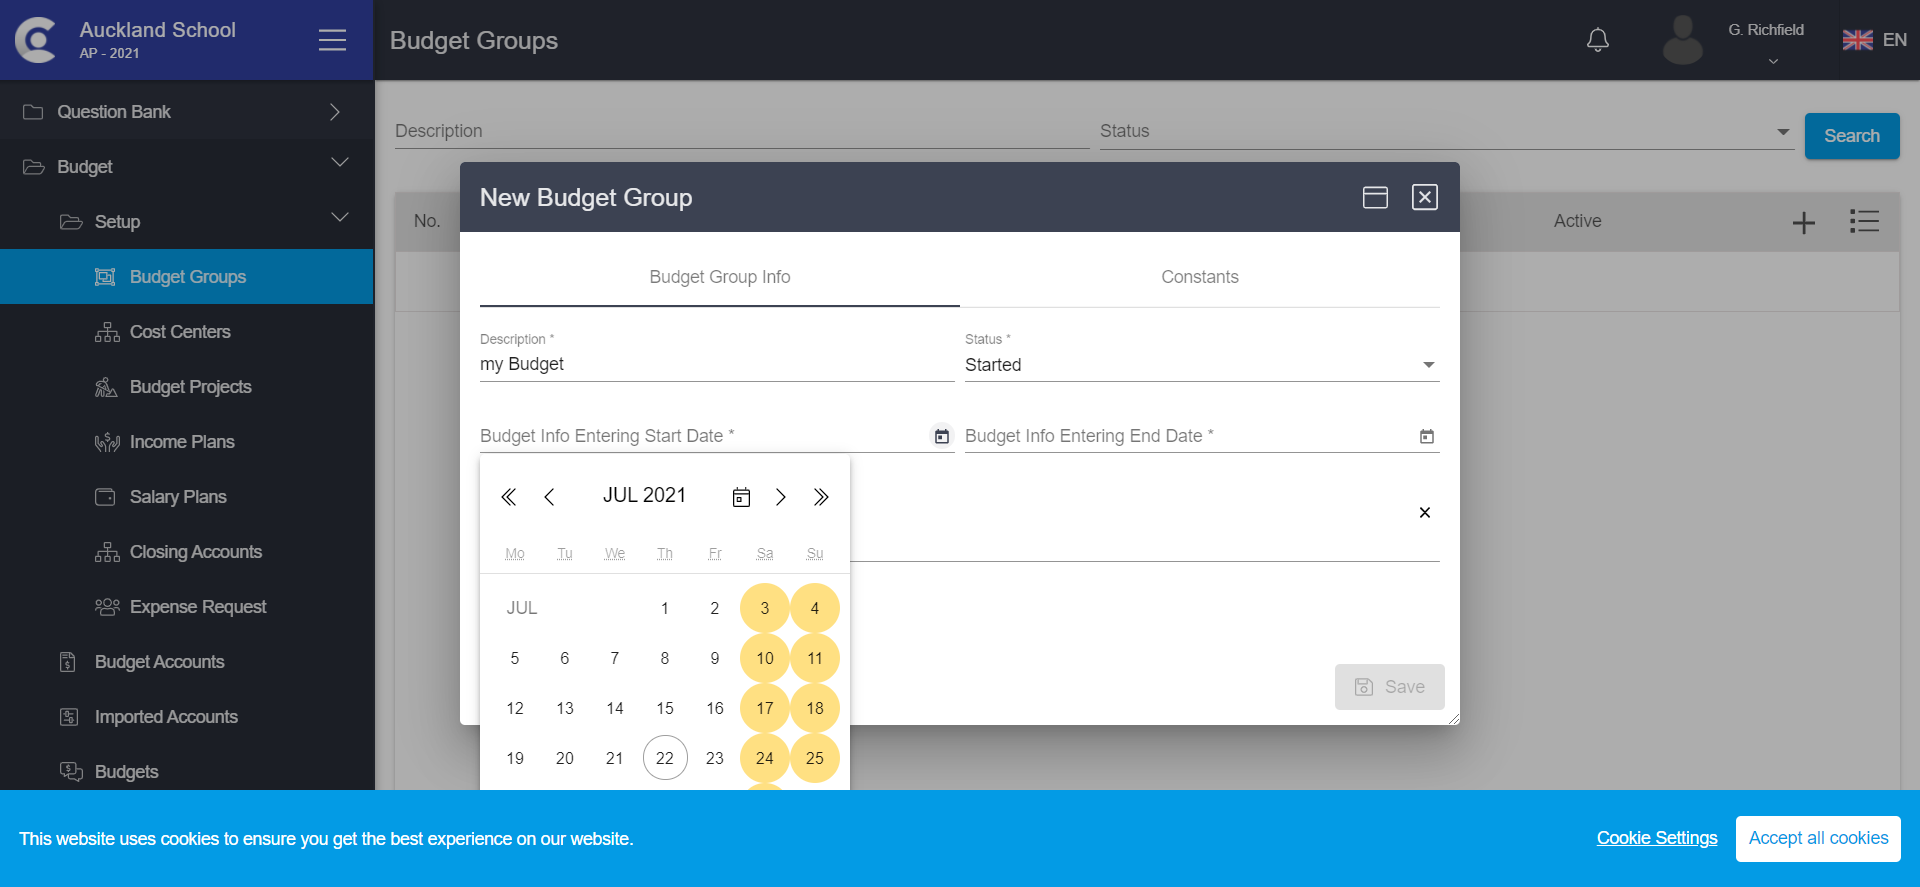 Auckland School
AP - 2021
Budget Groups
G. Richfield
EN
Question Bank
Budget
Setup
Budget Groups
Cost Centers
Budget Projects
Income Plans
Salary Plans
Closing Accounts
Expense Request
Budget Accounts
Imported Accounts
Budgets
Description
Status
Search
No.
Active
New Budget Group
Budget Group Info
Constants
Description *
my Budget
Status *
Started
Budget Info Entering Start Date *
Budget Info Entering End Date *
JUL 2021
Mo Tu We Th Fr Sa Su
JUL 1 2 3 4
5 6 7 8 9 10 11
12 13 14 15 16 17 18
19 20 21 22 23 24 25
Save
This website uses cookies to ensure you get the best experience on our website.
Cookie Settings
Accept all cookies